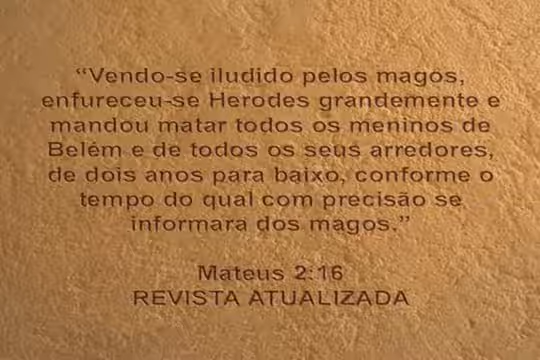 “Vendo-se iludido pelos magos,
enfureceu-se Herodes grandemente e
mandou matar todos os meninos de
Belém e de todos os seus arredores,
de dois anos para baixo, conforme o
tempo do qual com precisão se
informara dos magos.”
Mateus 2:16
REVISTA ATUALIZADA